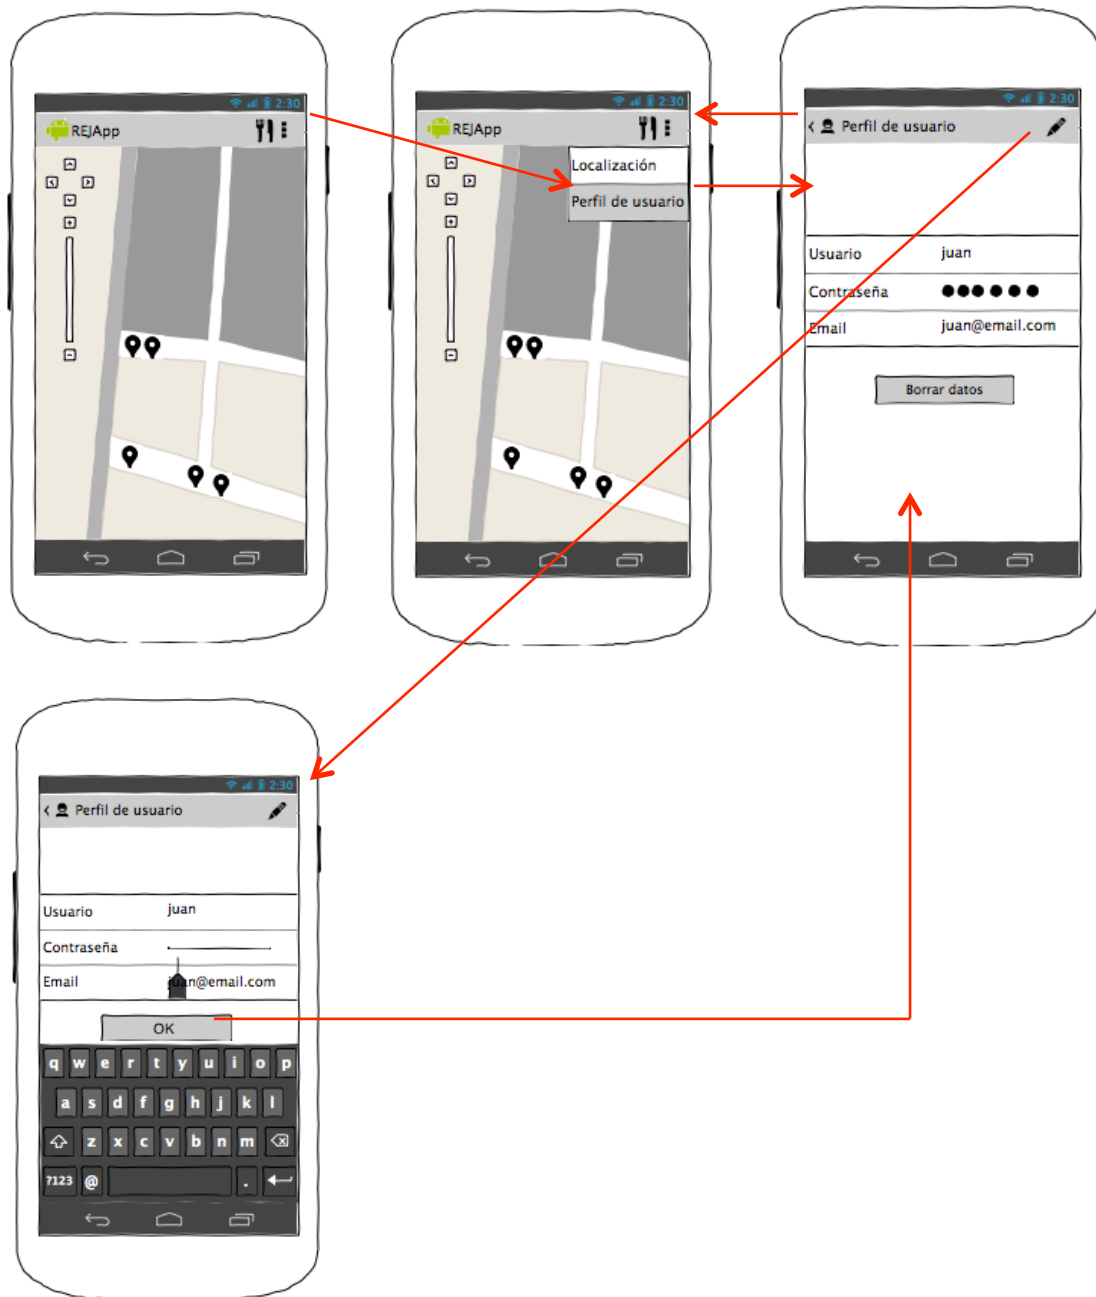 2:30
REJApp
2:30
REJApp
Localización
Perfil de usuario
2:30
Perfil de usuario
Usuario juan
Contraseña
Email juan@email.com
Borrar datos
2:30
Perfil de usuario
Usuario juan
Contraseña
Email juan@email.com
OK
q w e r t y u i o p
a s d f g h j k l
z x c v b n m
?123 @ .